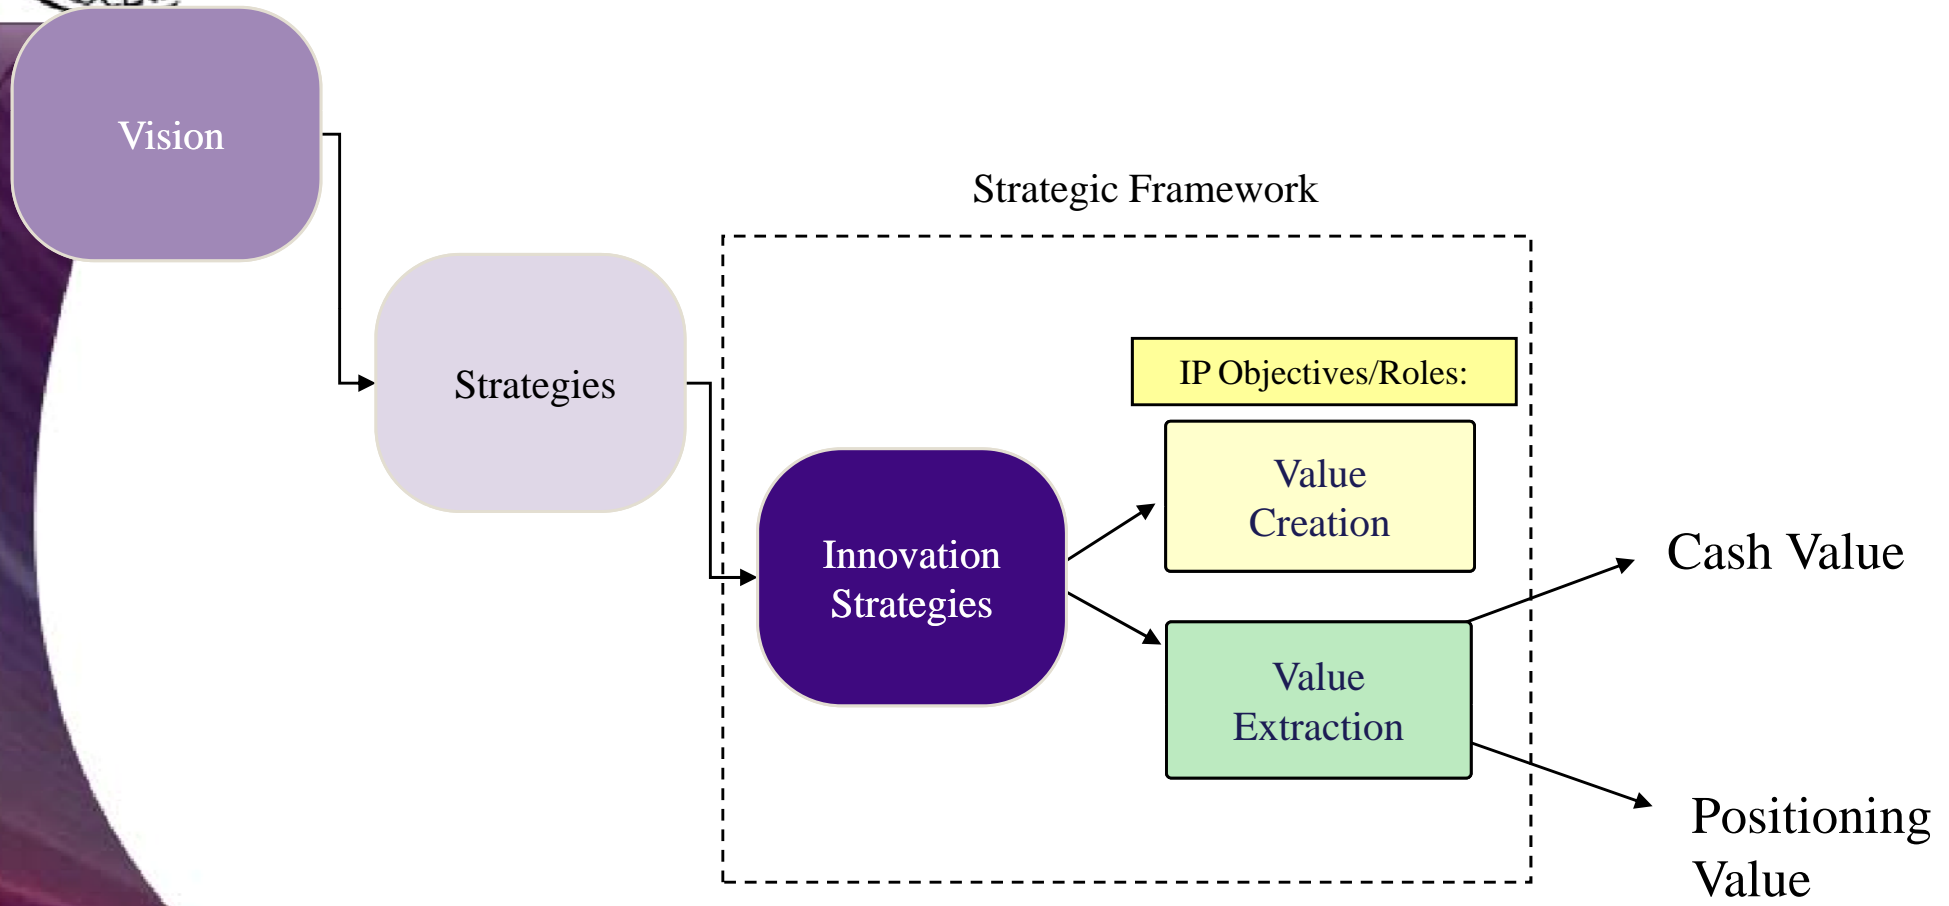 Vision
Strategic Framework
Strategies
IP Objectives/Roles:
Value
Creation
Innovation
Strategies
Cash Value
Value
Extraction
Positioning
Value